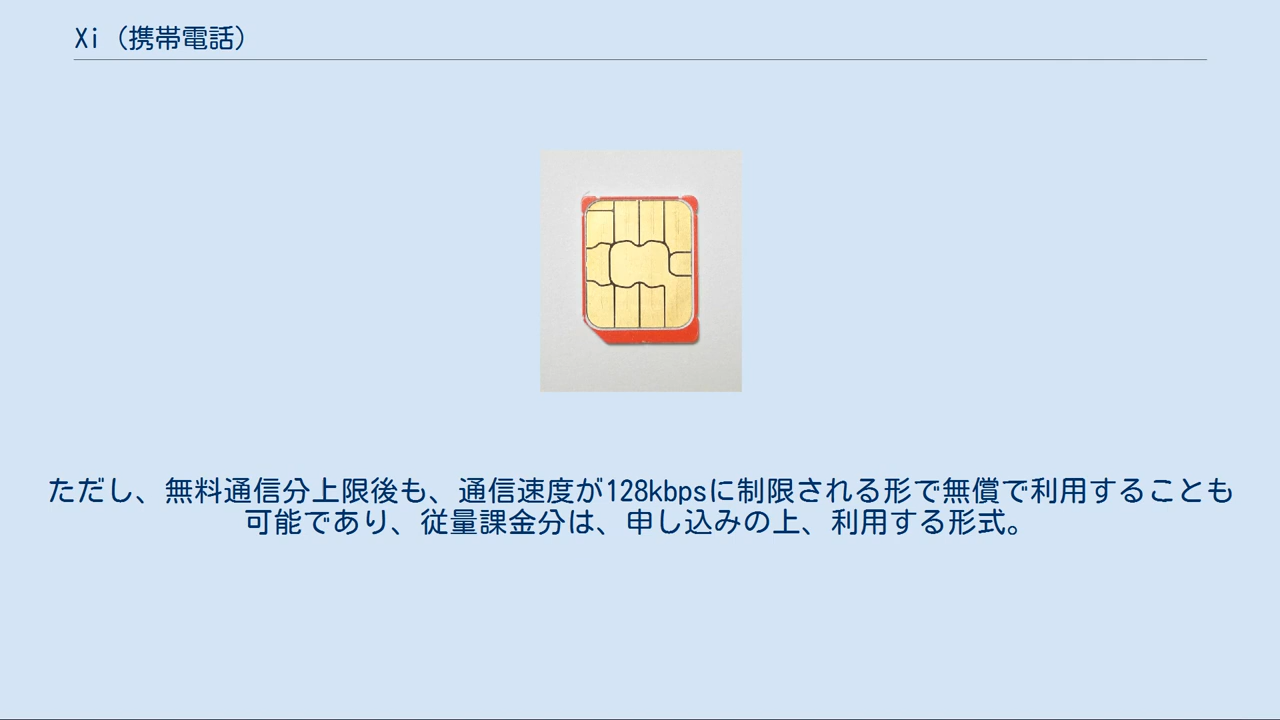 Xi（携帯電話）
ただし、無料通信分上限後も、通信速度が128kbpsに制限される形で無償で利用することも
可能であり、従量課金分は、申し込みの上、利用する形式。